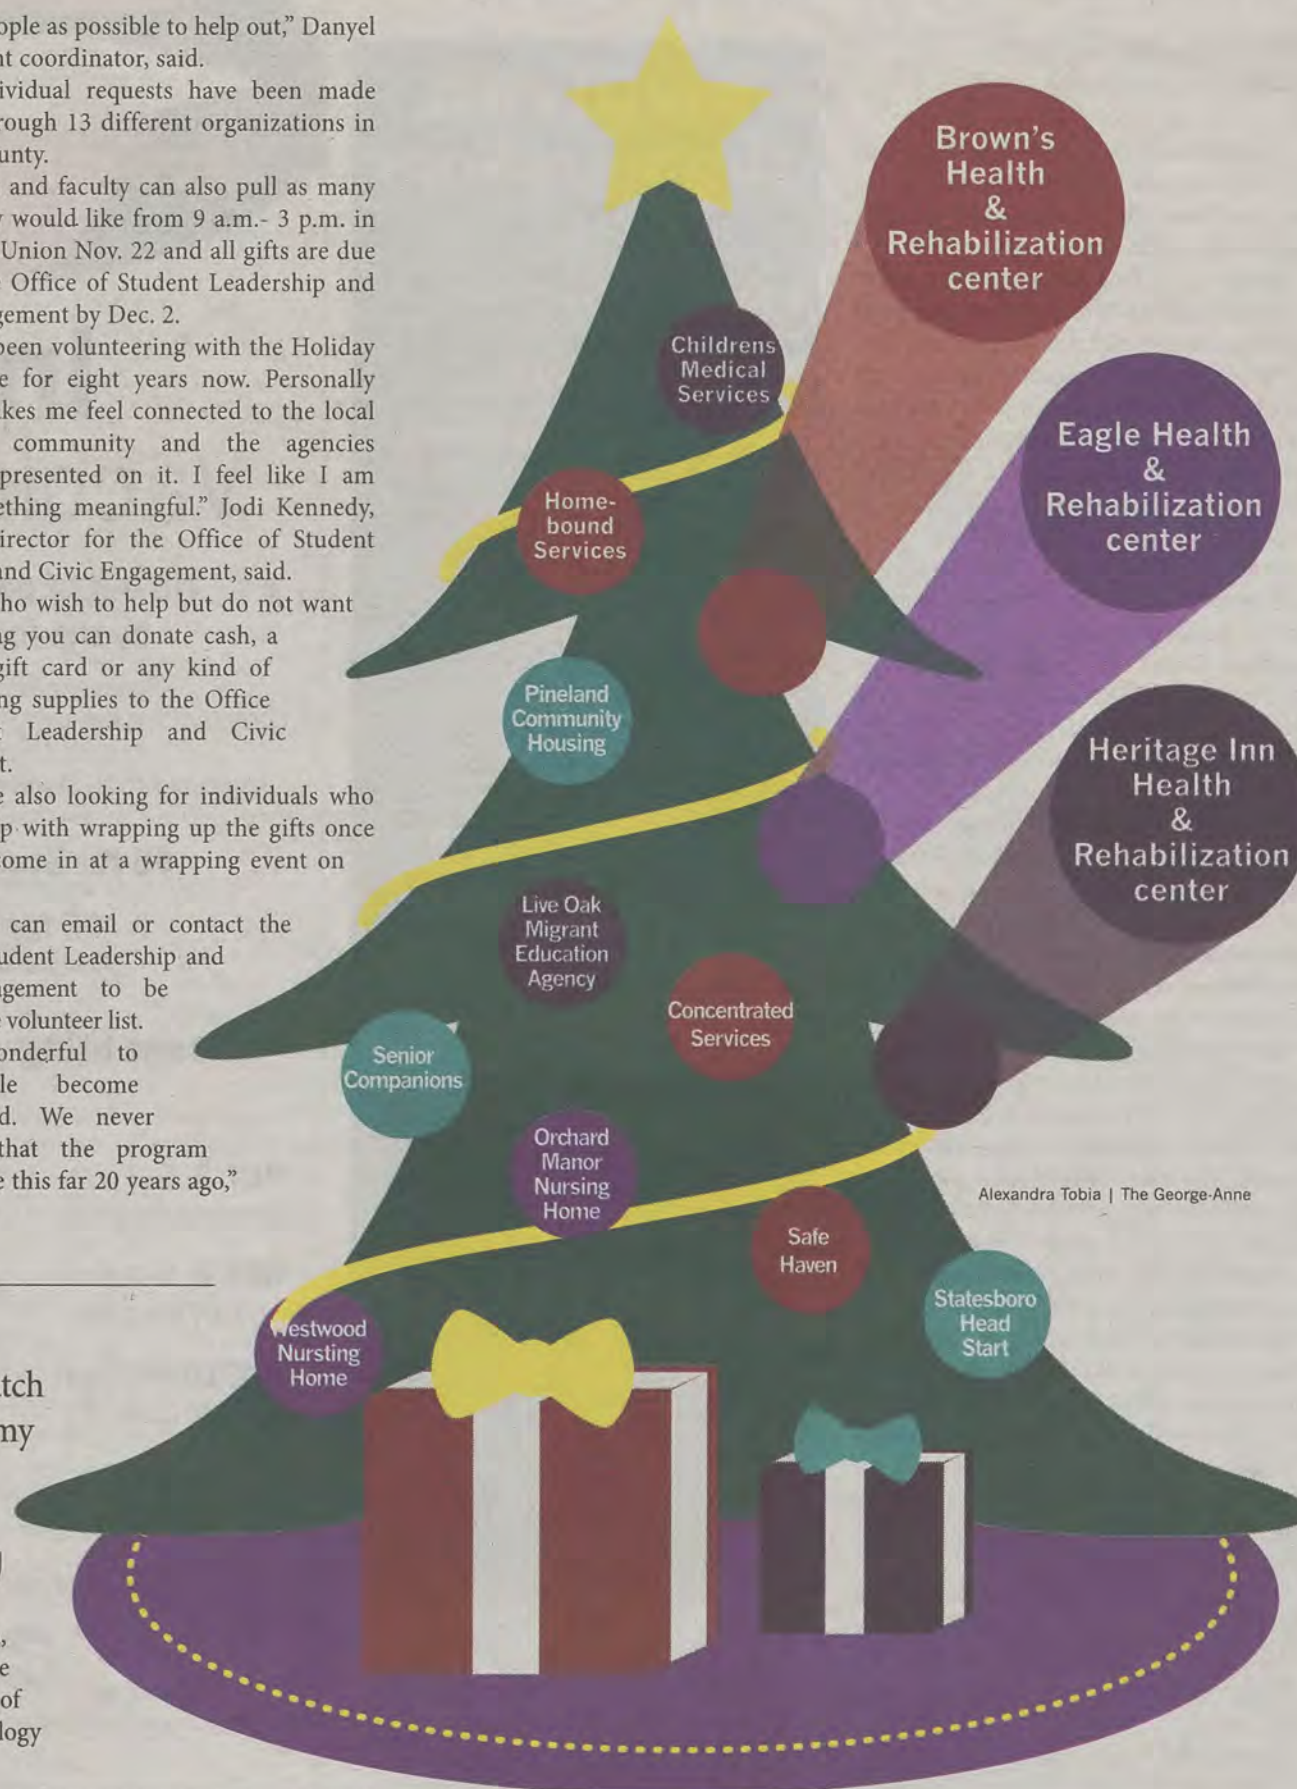 ople as possible to help out,” Danyel
nt coordinator, said.
ividual requests have been made
rough 13 different organizations in
unty.
and faculty can also pull as many
would like from 9 a.m.- 3 p.m. in
Union Nov. 22 and all gifts are due
Office of Student Leadership and
gement by Dec. 2.
been volunteering with the Holiday
e for eight years now. Personally
akes me feel connected to the local
community and the agencies
presented on it. I feel like I am
ething meaningful.” Jodi Kennedy,
irector for the Office of Student
and Civic Engagement, said.
ho wish to help but do not want
ng you can donate cash, a
gift card or any kind of
ng supplies to the Office
Leadership and Civic
t.
e also looking for individuals who
p with wrapping up the gifts once
come in at a wrapping event on
can email or contact the
udent Leadership and
agement to be
e volunteer list.
onderful to
le become
d. We never
that the program
e this far 20 years ago,”
atch
my
,
e
of
logy
Brown's
Health
&
Rehabilization
center
Eagle Health
&
Rehabilization
center
Heritage Inn
Health
&
Rehabilization
center
Childrens
Medical
Services
Home-
bound
Services
Pineland
Community
Housing
Live Oak
Migrant
Education
Agency
Concentrated
Services
Senior
Companions
Orchard
Manor
Nursing
Home
Safe
Haven
Statesboro
Head
Start
Westwood
Nursting
Home
Alexandra Tobia | The George-Anne